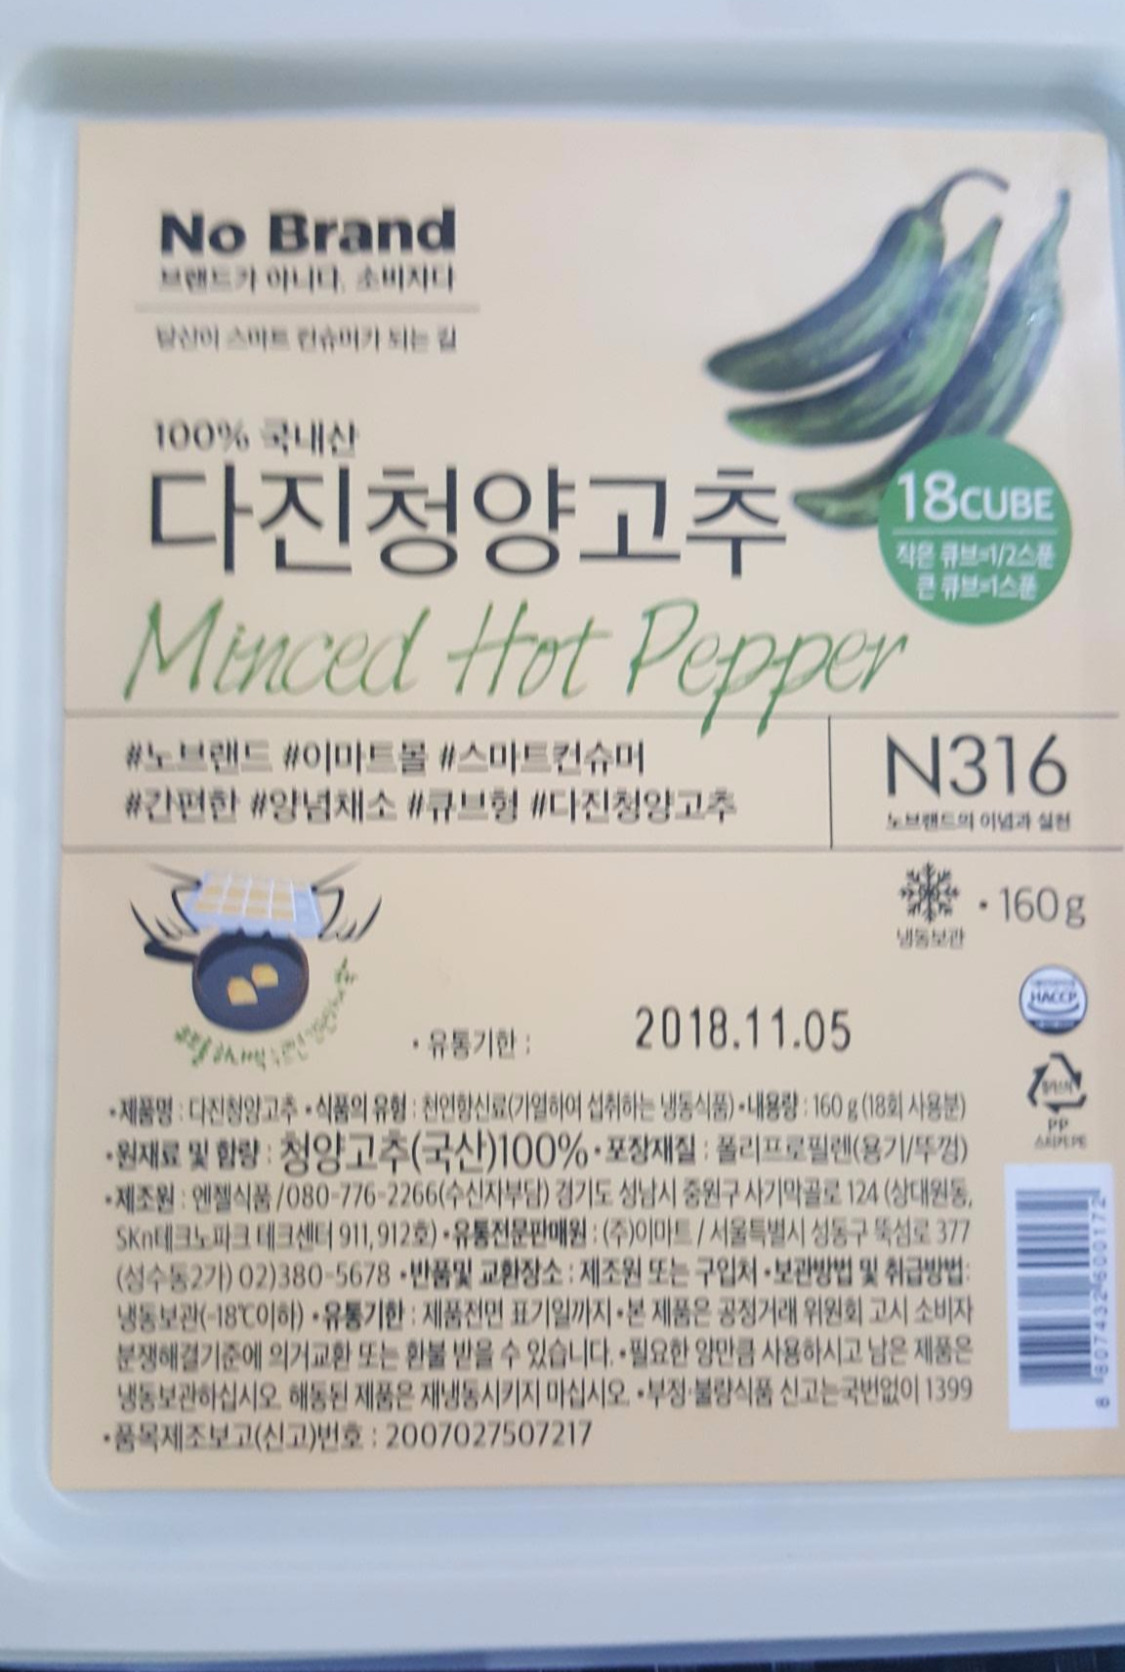 No Brand
브랜드가 아니다. 소비자다
당신이 스마트 컨슈머가 되는 길
100% 국내산
다진청양고추
18CUBE
작은 큐브=1/2스푼
큰 큐브=1스푼
Minced Hot Pepper
#노브랜드 #이마트몰 #스마트컨슈머
#간편한 #양념채소 #큐브형 #다진청양고추
N316
노브랜드의 이념과 실현
냉동보관
• 160g
HACCP
• 유통기한 :
2018.11.05
PP
•제품명 : 다진청양고추 •식품의 유형 : 천연향신료(가열하여 섭취하는 냉동식품) •내용량 : 160 g (18회 사용분)
•원재료 및 함량 : 청양고추(국산)100% •포장재질 : 폴리프로필렌(용기/뚜껑)
•제조원 : 엔젤식품 /080-776-2266(수신자부담) 경기도 성남시 중원구 사기막골로 124 (상대원동,
SKn테크노파크 테크센터 911, 912호) •유통전문판매원 : (주)이마트 / 서울특별시 성동구 뚝섬로 377
(성수동2가) 02)380-5678 •반품및 교환장소 : 제조원 또는 구입처 •보관방법 및 취급방법:
냉동보관(-18℃이하) •유통기한 : 제품전면 표기일까지 •본 제품은 공정거래 위원회 고시 소비자
분쟁해결기준에 의거교환 또는 환불 받을 수 있습니다. •필요한 양만큼 사용하시고 남은 제품은
냉동보관하십시오. 해동된 제품은 재냉동시키지 마십시오. •부정·불량식품 신고는국번없이 1399
•품목제조보고(신고)번호 : 2007027507217
8 807432600172